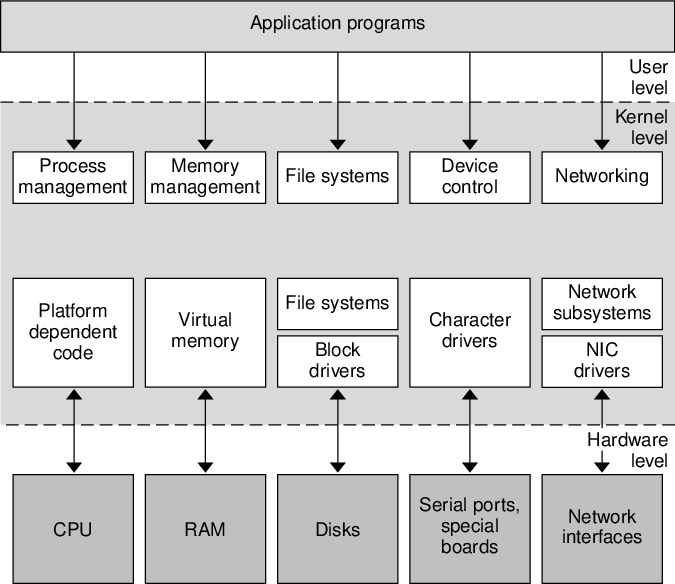 Application programs
User
level
Kernel
level
Process
management
Memory
management
File systems
Device
control
Networking
Platform
dependent
code
Virtual
memory
File systems
Block
drivers
Character
drivers
Network
subsystems
NIC
drivers
Hardware
level
CPU
RAM
Disks
Serial ports,
special
boards
Network
interfaces